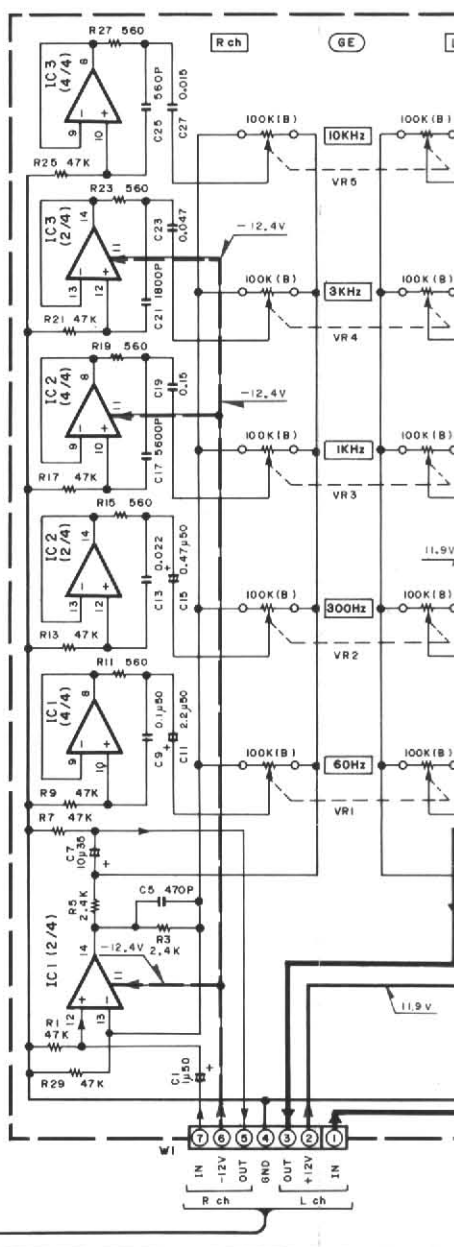 R27 560
R ch
GE
IC3
(4/4)
8
9
10
560P
C25
0.015
C27
100K(B)
10KHz
100K(B)
R25 47K
VR5
R23 560
IC3
(2/4)
14
11
13
12
C23
0.047
1800P
C21
-12.4V
100K(B)
3KHz
100K(B)
R21 47K
VR4
R19 560
IC2
(4/4)
8
11
9
10
C19
0.15
C17 5600P
-12.4V
100K(B)
1KHz
100K(B)
R17 47K
VR3
R15 560
IC2
(2/4)
14
13
12
0.022
C13
0.47μ50
C15
11.9V
100K(B)
300Hz
100K(B)
R13 47K
VR2
R11 560
IC1
(4/4)
8
9
10
0.1μ50
C9
2.2μ50
C11
100K(B)
60Hz
100K(B)
R9 47K
VR1
R7 47K
C7
10μ35
C5 470P
R5
2.4K
R3
2.4K
IC1 (2/4)
14
-12.4V
11
12
13
R1
47K
11.9V
R29 47K
C1
1μ50
W1
7 6 5 4 3 2 1
IN
-12V
OUT
GND
OUT
+12V
IN
R ch
L ch